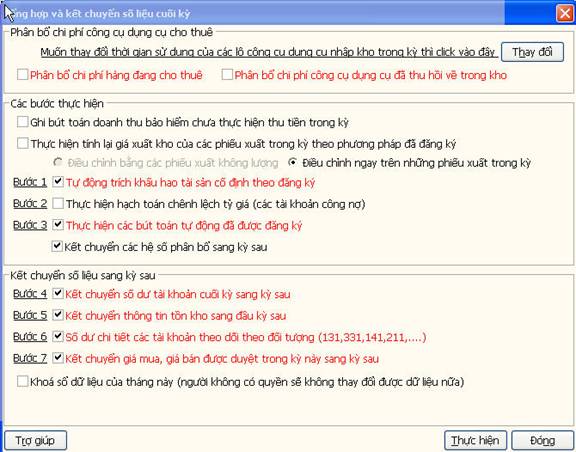 ổng hợp và kết chuyển số liệu cuối kỳ
Phân bổ chi phí công cụ dụng cụ cho thuê
Muốn thay đổi thời gian sử dụng của các lô công cụ dụng cụ nhập kho trong kỳ thì click vào đây
Thay đổi
Phân bổ chi phí hàng đang cho thuê
Phân bổ chi phí công cụ dụng cụ đã thu hồi về trong kho
Các bước thực hiện
Ghi bút toán doanh thu bảo hiểm chưa thực hiện thu tiền trong kỳ
Thực hiện tính lại giá xuất kho của các phiếu xuất trong kỳ theo phương pháp đã đăng ký
Điều chỉnh bằng các phiếu xuất không lượng
Điều chỉnh ngay trên những phiếu xuất trong kỳ
Bước 1 Tự động trích khấu hao tài sản cố định theo đăng ký
Bước 2 Thực hiện hạch toán chênh lệch tỷ giá (các tài khoản công nợ)
Bước 3 Thực hiện các bút toán tự động đã được đăng ký
Kết chuyển các hệ số phân bổ sang kỳ sau
Kết chuyển số liệu sang kỳ sau
Bước 4 Kết chuyển số dư tài khoản cuối kỳ sang kỳ sau
Bước 5 Kết chuyển thông tin tồn kho sang đầu kỳ sau
Bước 6 Số dư chi tiết các tài khoản theo dõi theo đối tượng (131,331,141,211,....)
Bước 7 Kết chuyển giá mua, giá bán được duyệt trong kỳ này sang kỳ sau
Khoá sổ dữ liệu của tháng này (người không có quyền sẽ không thay đổi được dữ liệu nữa)
Trợ giúp
Thực hiện
Đóng